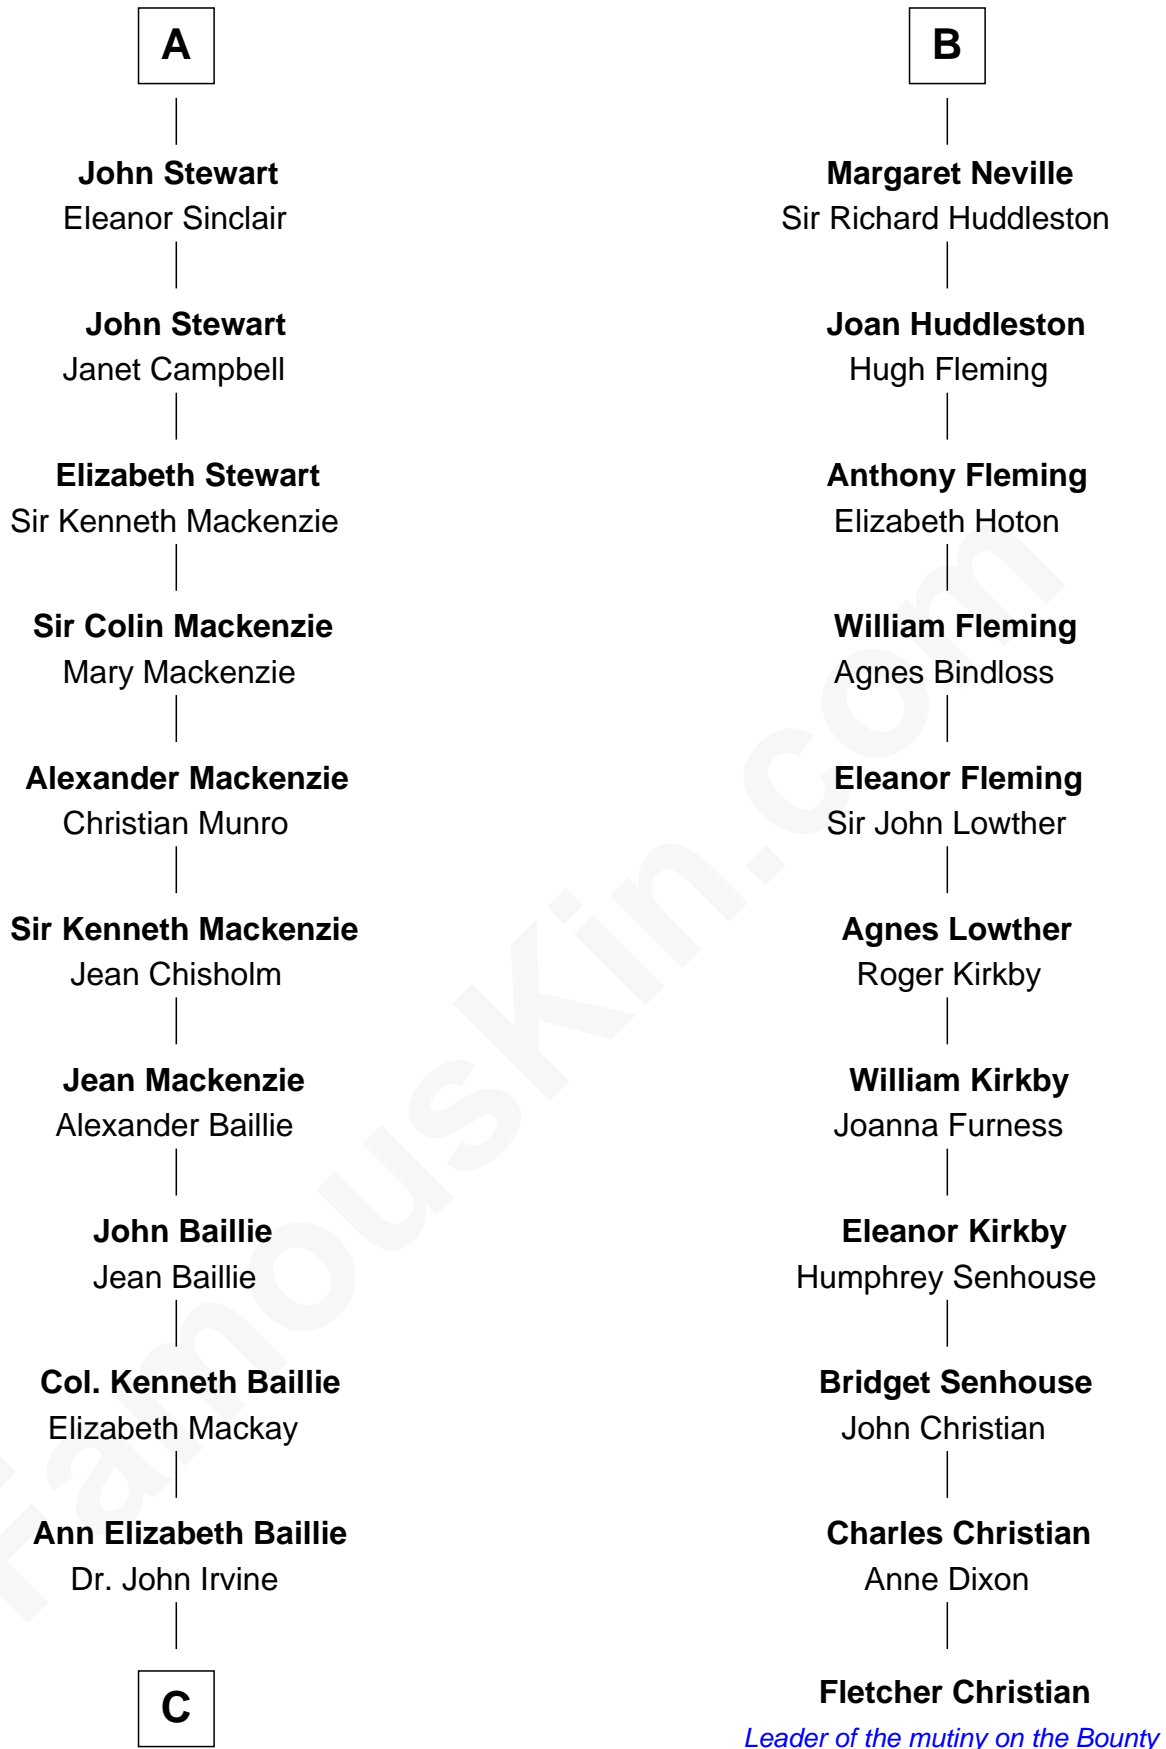 A
John Stewart
Eleanor Sinclair
John Stewart
Janet Campbell
Elizabeth Stewart
Sir Kenneth Mackenzie
Sir Colin Mackenzie
Mary Mackenzie
Alexander Mackenzie
Christian Munro
Sir Kenneth Mackenzie
Jean Chisholm
Jean Mackenzie
Alexander Baillie
John Baillie
Jean Baillie
Col. Kenneth Baillie
Elizabeth Mackay
Ann Elizabeth Baillie
Dr. John Irvine
C
B
Margaret Neville
Sir Richard Huddleston
Joan Huddleston
Hugh Fleming
Anthony Fleming
Elizabeth Hoton
William Fleming
Agnes Bindloss
Eleanor Fleming
Sir John Lowther
Agnes Lowther
Roger Kirkby
William Kirkby
Joanna Furness
Eleanor Kirkby
Humphrey Senhouse
Bridget Senhouse
John Christian
Charles Christian
Anne Dixon
Fletcher Christian
Leader of the mutiny on the Bounty
FamousKin.com